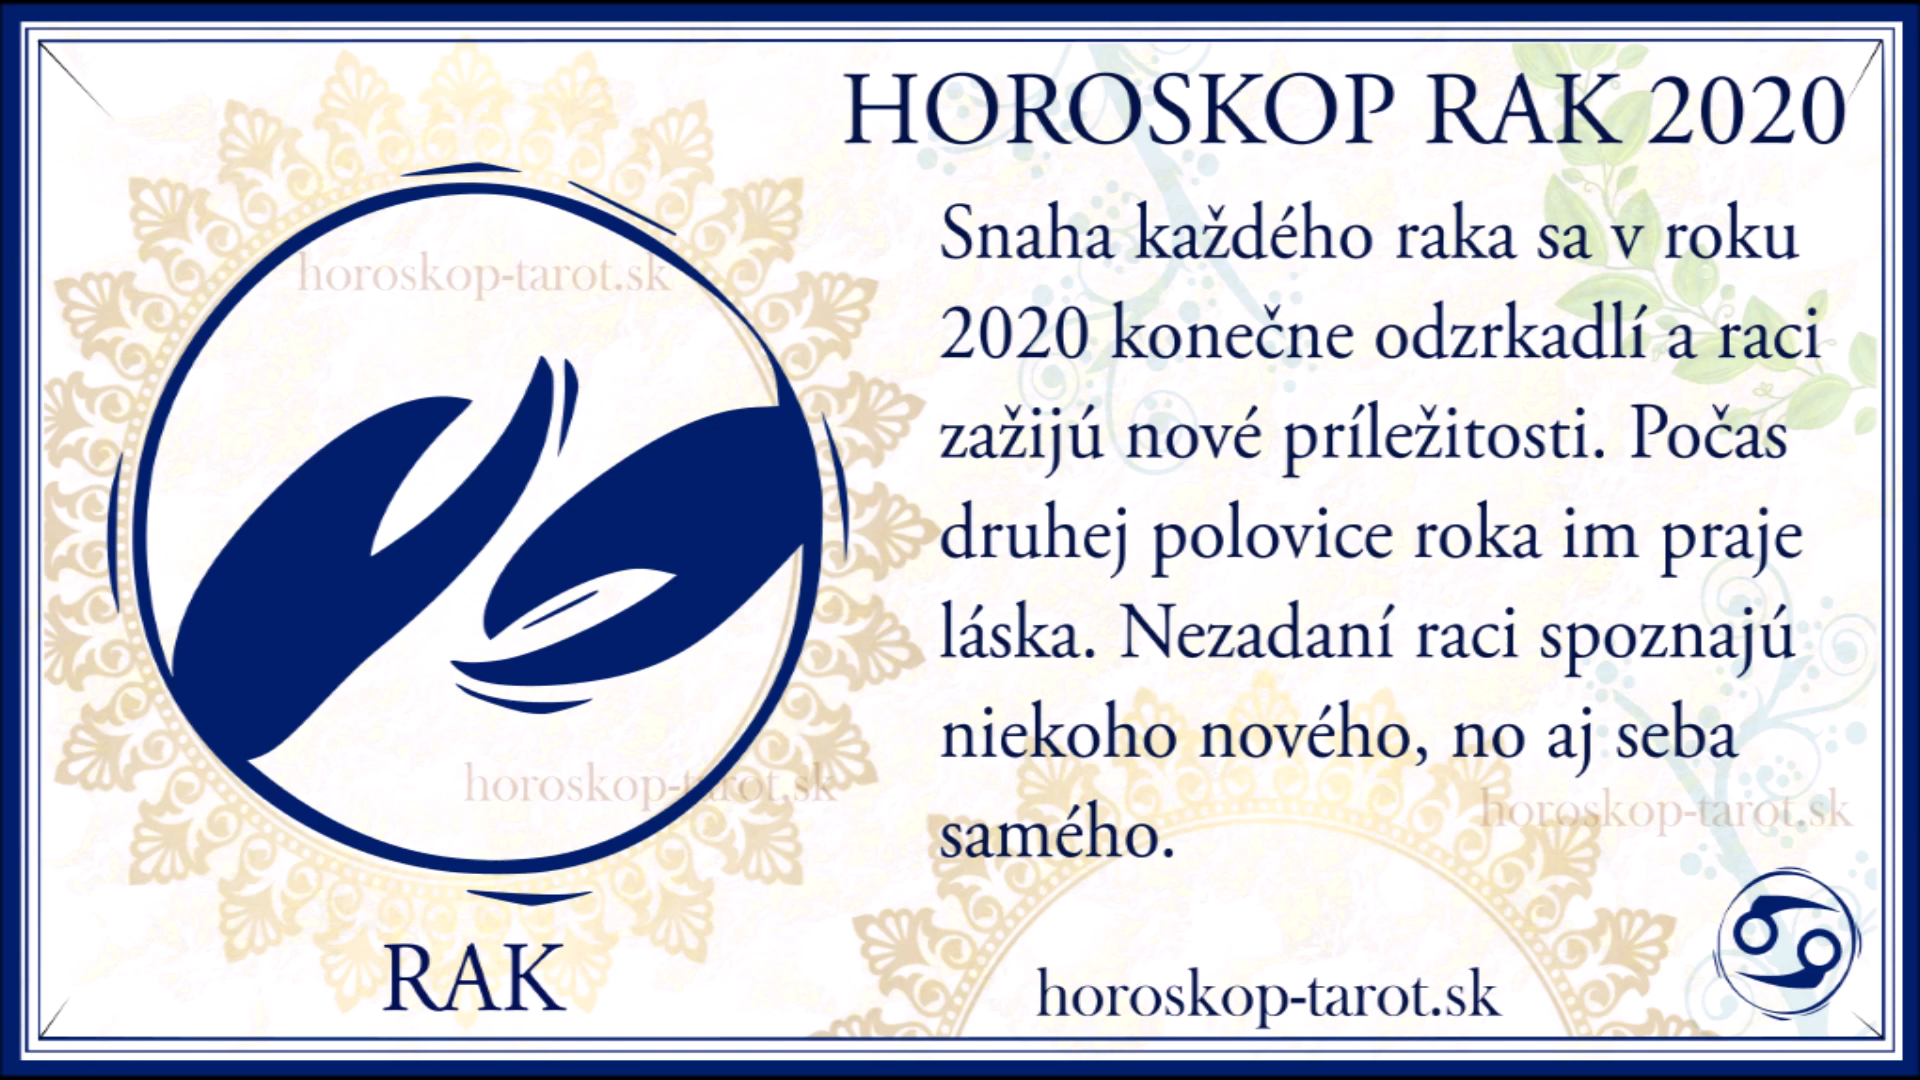 HOROSKOP RAK 2020
Snaha každého raka sa v roku
2020 konečne odzrkadlí a raci
zažijú nové príležitosti. Počas
druhej polovice roka im praje
láska. Nezadaní raci spoznajú
niekoho nového, no aj seba
samého.
horoskop-tarot.sk
horoskop-tarot.sk
horoskop-tarot.sk
RAK
horoskop-tarot.sk